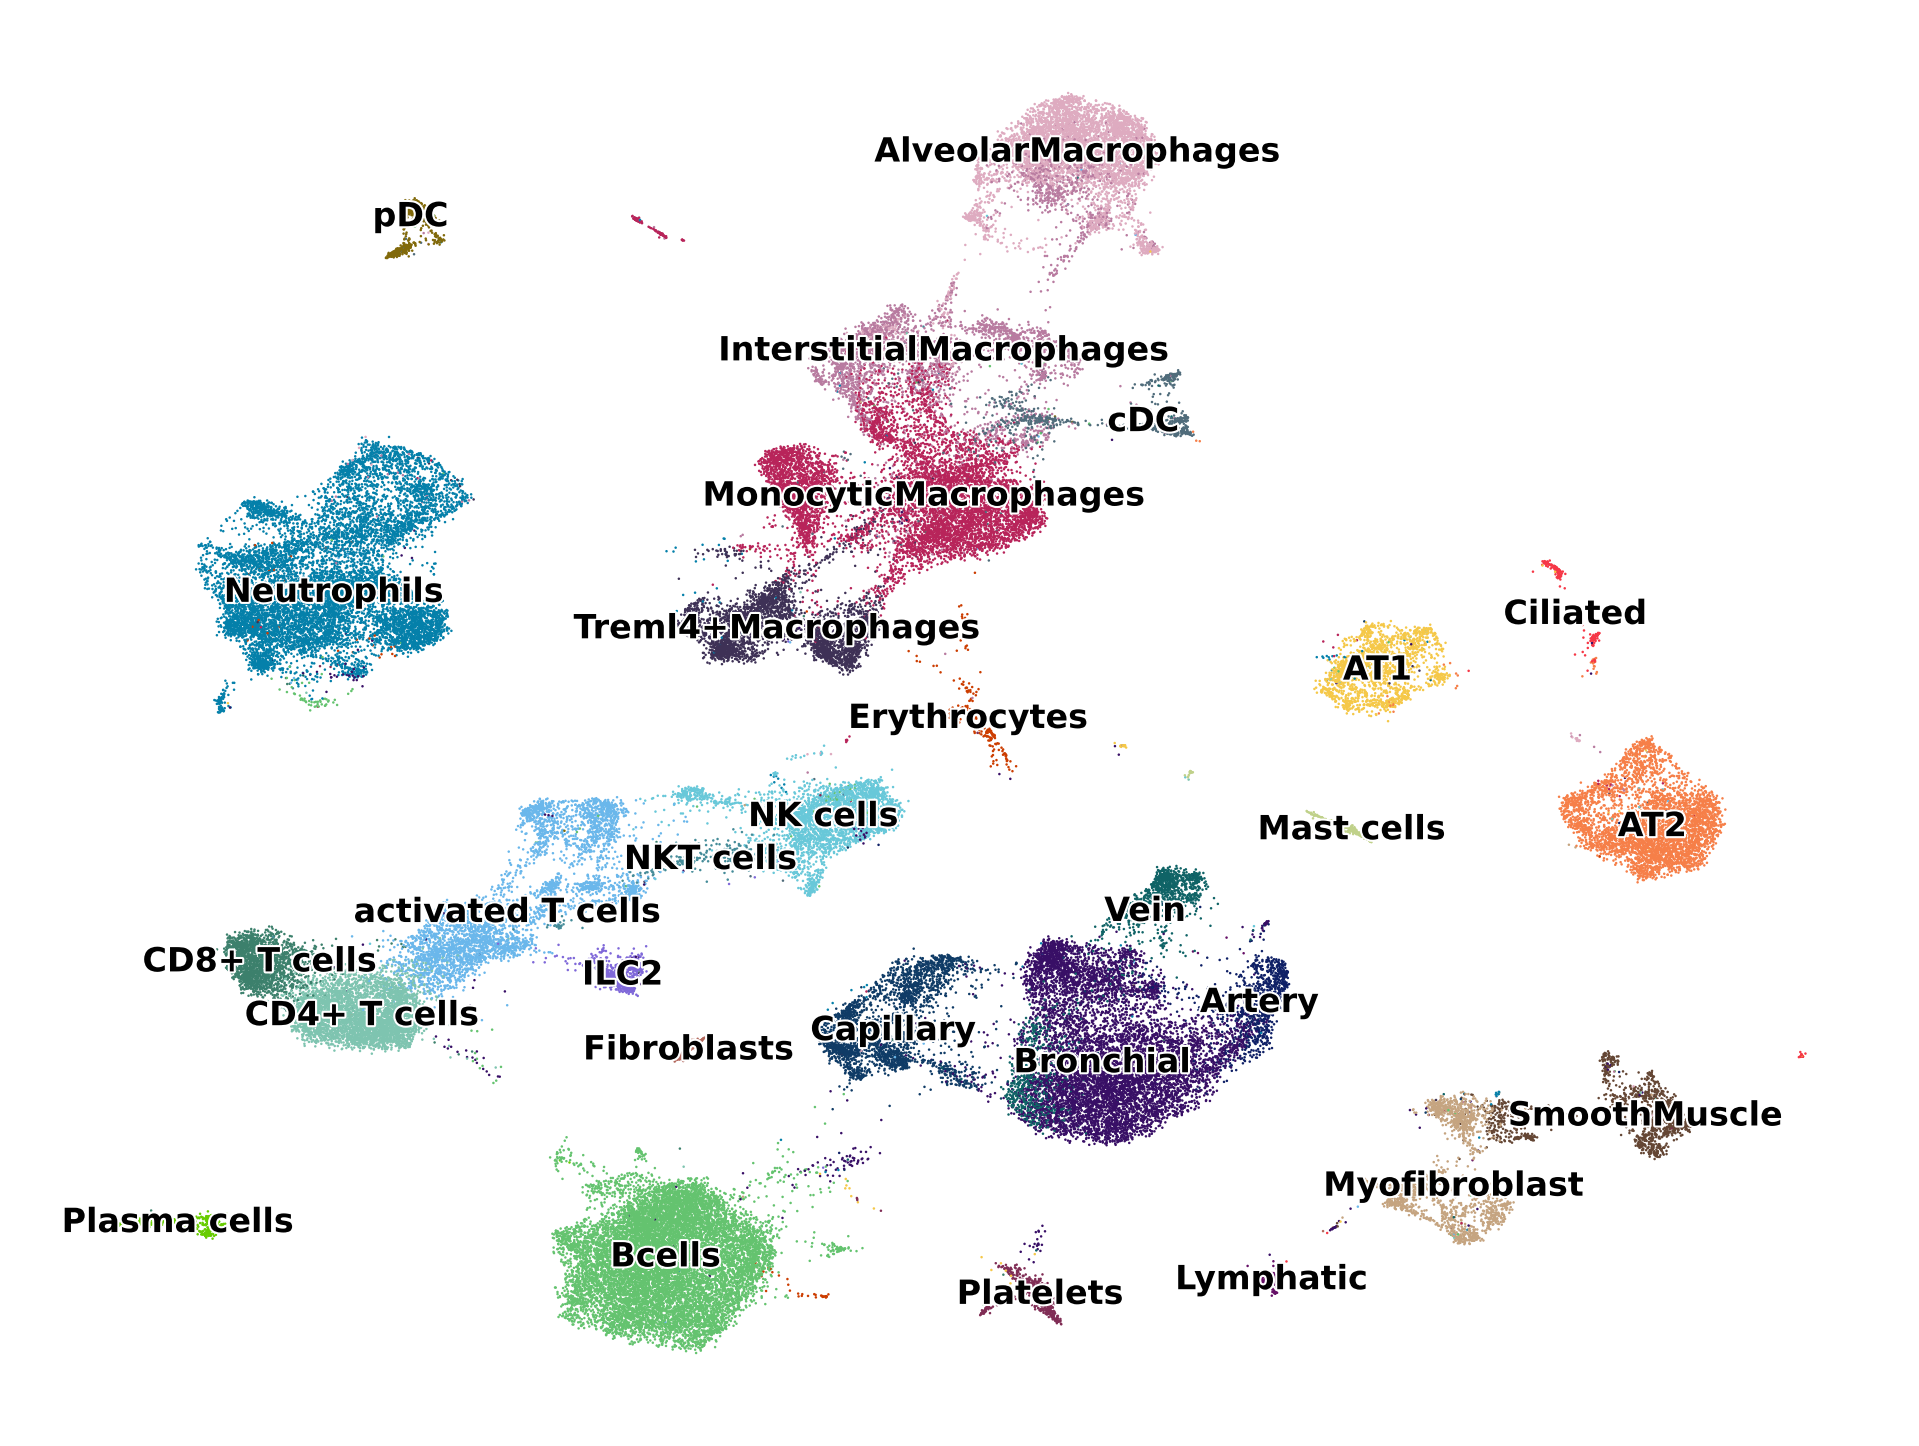 AlveolarMacrophages
pDC
InterstitialMacrophages
cDC
MonocyticMacrophages
Neutrophils
Ciliated
Treml4+Macrophages
AT1
Erythrocytes
NK cells
Mast cells
AT2
NKT cells
activated T cells
Vein
CD8+ T cells
ILC2
Artery
CD4+ T cells
Capillary
Fibroblasts
Bronchial
SmoothMuscle
Myofibroblast
Plasma cells
Bcells
Lymphatic
Platelets